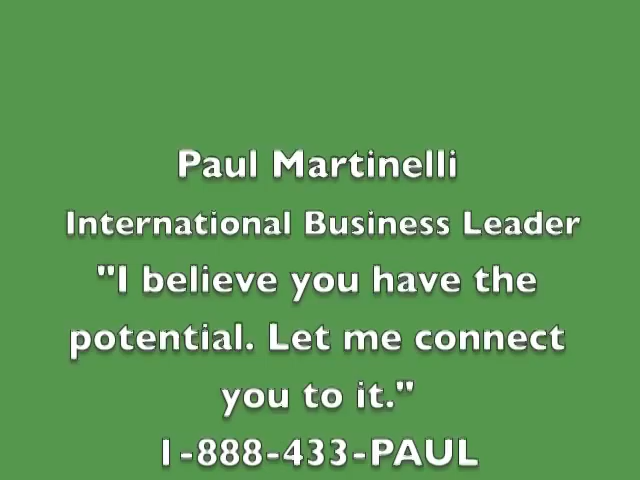 Paul Martinelli
International Business Leader
"I believe you have the
potential. Let me connect
you to it."
1-888-433-PAUL